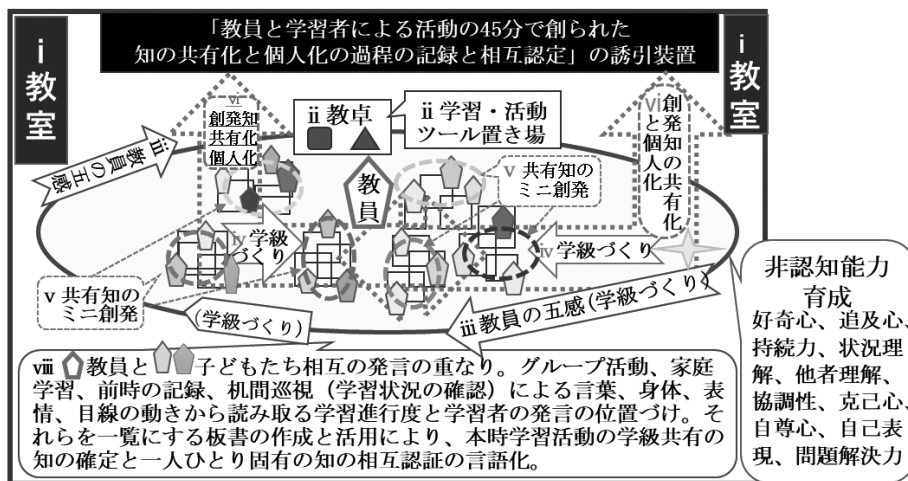 「教員と学習者による活動の45分で創られた
知の共有化と個人化の過程の記録と相互認定」の誘引装置
i
教室
i
教室
vi
創発知
共有化
個人化
ii 教卓
ii 学習・活動
ツール置き場
vi 創発知の共有化
と個人化
iii 教員の五感
教員
v 共有知の
ミニ創発
iv 学級
づくり
iv 学級づくり
v 共有知の
ミニ創発
(学級づくり)
iii 教員の五感(学級づくり)
非認知能力
育成
好奇心、追及心、
持続力、状況理
解、他者理解、
協調性、克己心、
自尊心、自己表
現、問題解決力
viii 教員と 子どもたち相互の発言の重なり。グループ活動、家庭
学習、前時の記録、机間巡視（学習状況の確認）による言葉、身体、表
情、目線の動きから読み取る学習進行度と学習者の発言の位置づけ。そ
れらを一覧にする板書の作成と活用により、本時学習活動の学級共有の
知の確定と一人ひとり固有の知の相互認証の言語化。